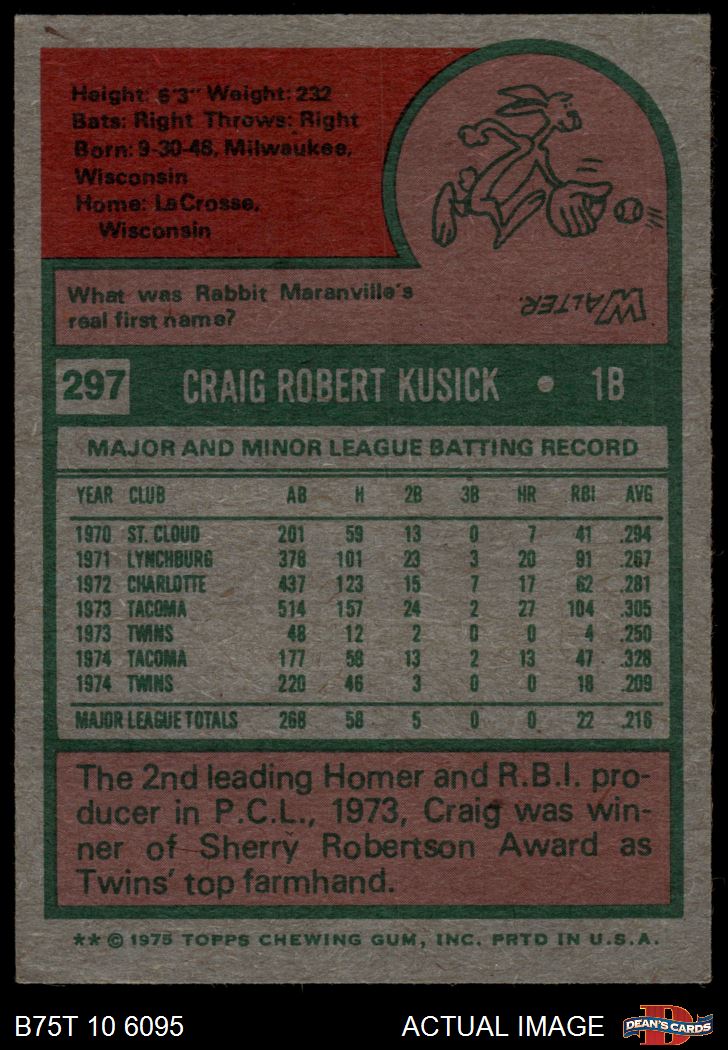 Height: 6'3" Weight: 232
Bats: Right Throws: Right
Born: 9-30-48, Milwaukee,
Wisconsin
Home: LaCrosse,
Wisconsin
What was Rabbit Maranville's
real first name?
WALTER.
297 CRAIG ROBERT KUSICK • 1B
MAJOR AND MINOR LEAGUE BATTING RECORD
YEAR CLUB AB H 2B 3B HR RBI AVG
1970 ST. CLOUD 201 59 13 0 7 41 .294
1971 LYNCHBURG 378 101 23 3 20 91 .267
1972 CHARLOTTE 437 123 15 7 17 62 .281
1973 TACOMA 514 157 24 2 27 104 .305
1973 TWINS 48 12 2 0 0 4 .250
1974 TACOMA 177 58 13 2 13 47 .328
1974 TWINS 220 46 3 0 0 18 .209
MAJOR LEAGUE TOTALS 268 58 5 0 0 22 .216
The 2nd leading Homer and R.B.I. pro-
ducer in P.C.L., 1973, Craig was win-
ner of Sherry Robertson Award as
Twins' top farmhand.
** © 1975 TOPPS CHEWING GUM, INC. PRTD IN U.S.A.
B75T 10 6095 ACTUAL IMAGE D DEAN'S CARDS